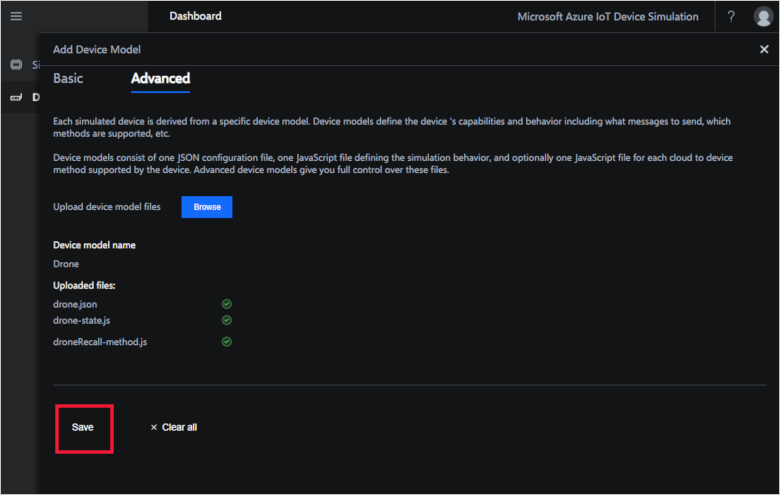 Dashboard
Microsoft Azure IoT Device Simulation
?
Add Device Model
Si
Basic
Advanced
D
Each simulated device is derived from a specific device model. Device models define the device 's capabilities and behavior including what messages to send, which
methods are supported, etc.
Device models consist of one JSON configuration file, one JavaScript file defining the simulation behavior, and optionally one JavaScript file for each cloud to device
method supported by the device. Advanced device models give you full control over these files.
Upload device model files
Browse
Device model name
Drone
Uploaded files:
drone.json
drone-state.js
droneRecall-method.js
Save
× Clear all